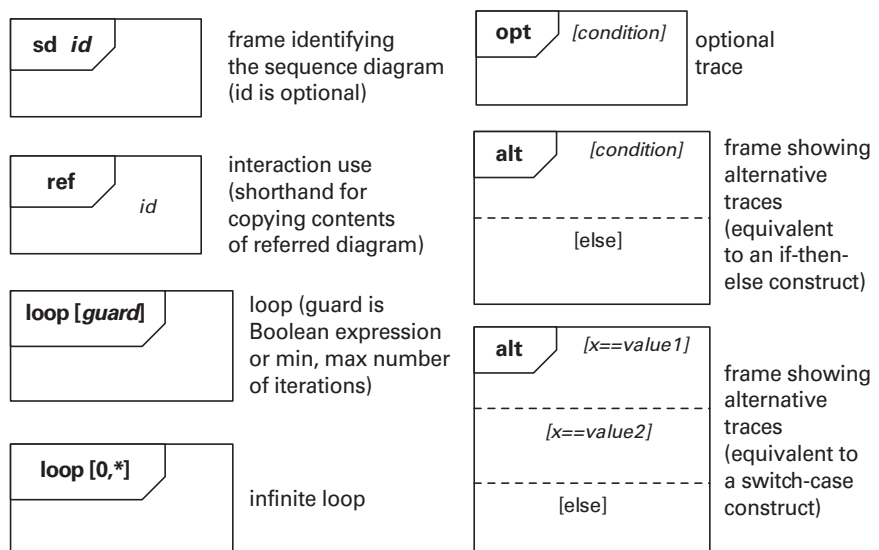 sd id
frame identifying
the sequence diagram
(id is optional)
ref
id
interaction use
(shorthand for
copying contents
of referred diagram)
loop [guard]
loop (guard is
Boolean expression
or min, max number
of iterations)
loop [0,*]
infinite loop
opt [condition]
optional
trace
alt [condition]
[else]
frame showing
alternative
traces
(equivalent
to an if-then-
else construct)
alt [x==value1]
[x==value2]
[else]
frame showing
alternative
traces
(equivalent to
a switch-case
construct)